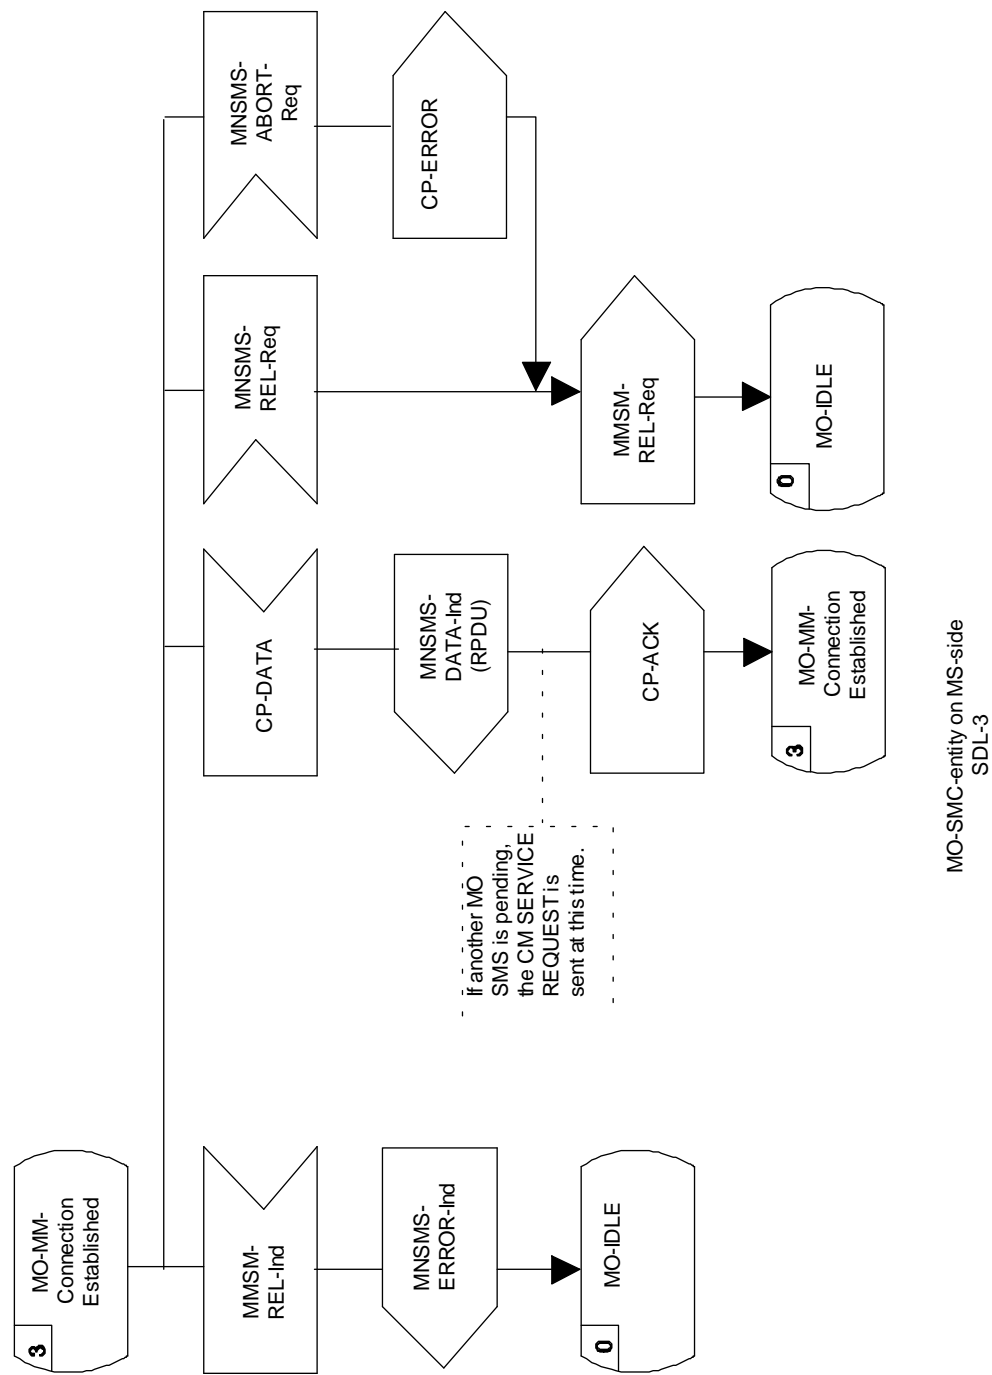 3
MO-MM-
Connection
Established
MMSM-
REL-Ind
MNSMS-
ERROR-Ind
0
MO-IDLE
CP-DATA
MNSMS-
DATA-Ind
(RPDU)
If another MO
SMS is pending,
the CM SERVICE
REQUEST is
sent at this time.
CP-ACK
3
MO-MM-
Connection
Established
MNSMS-
REL-Req
MMSM-
REL-Req
0
MO-IDLE
MNSMS-
ABORT-
Req
CP-ERROR
MO-SMC-entity on MS-side
SDL-3